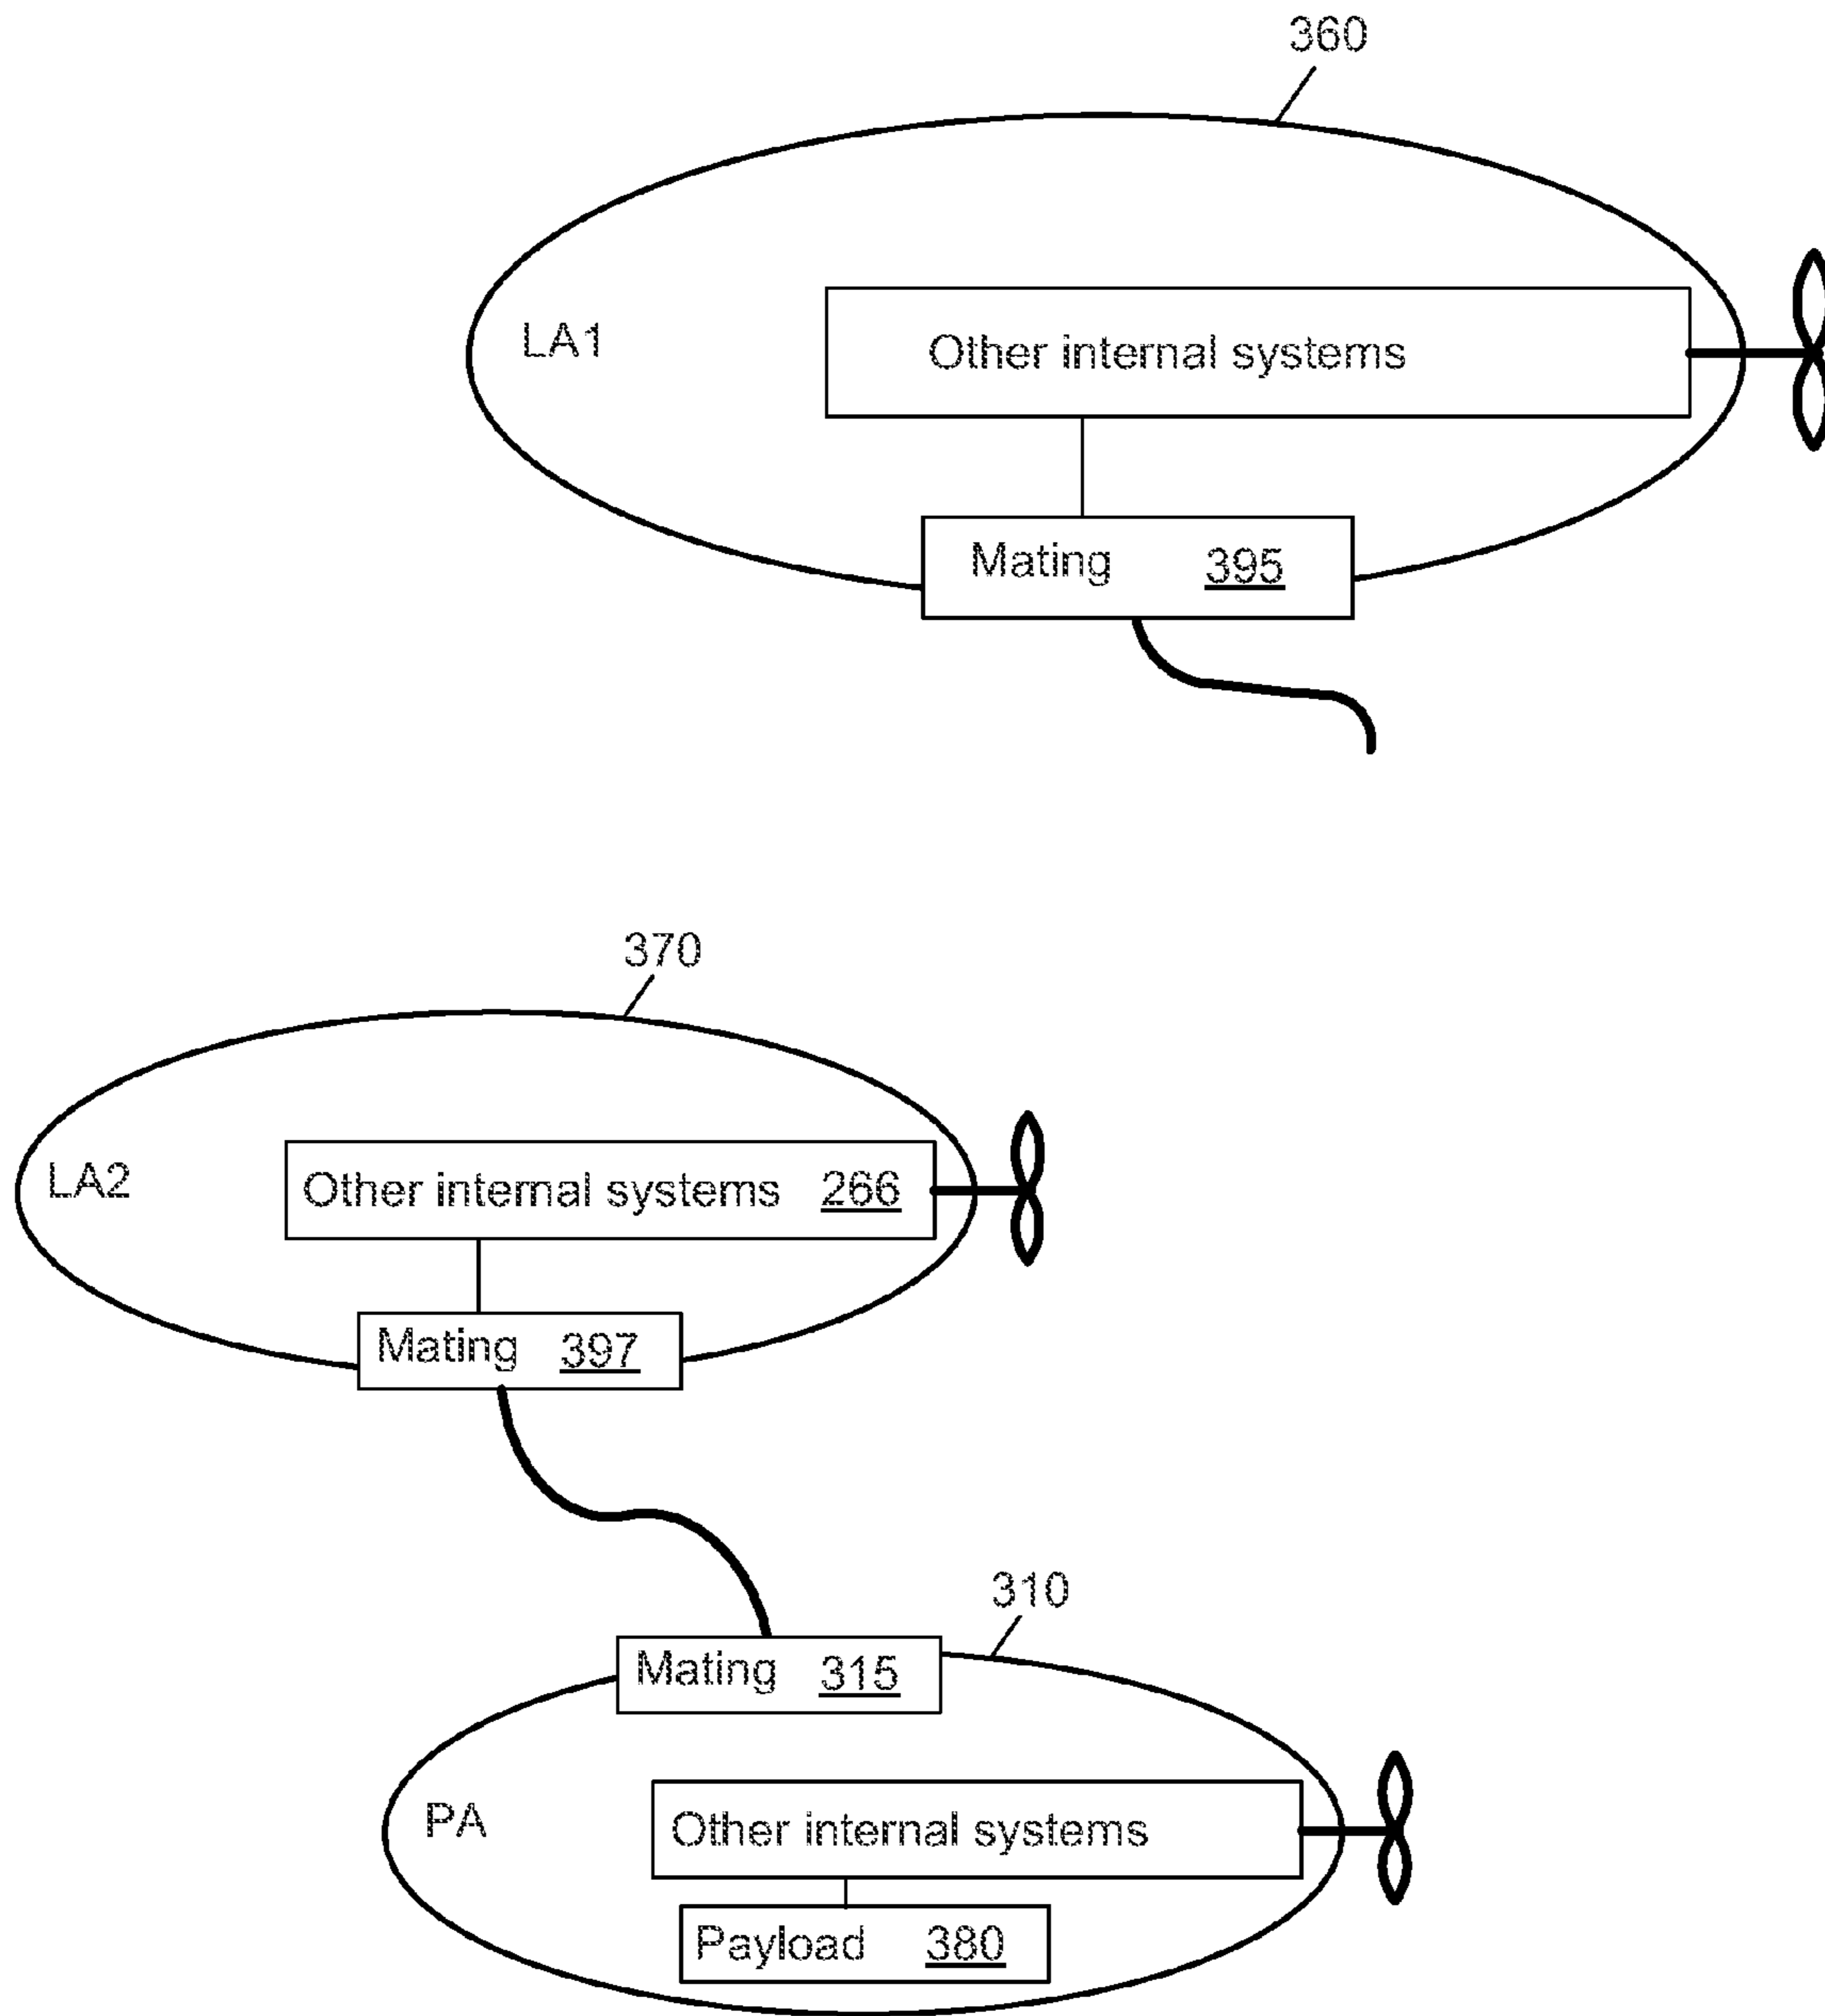 360
LA1
Other internal systems
Mating 395
370
LA2
Other internal systems 266
Mating 397
310
Mating 315
PA
Other internal systems
Payload 380